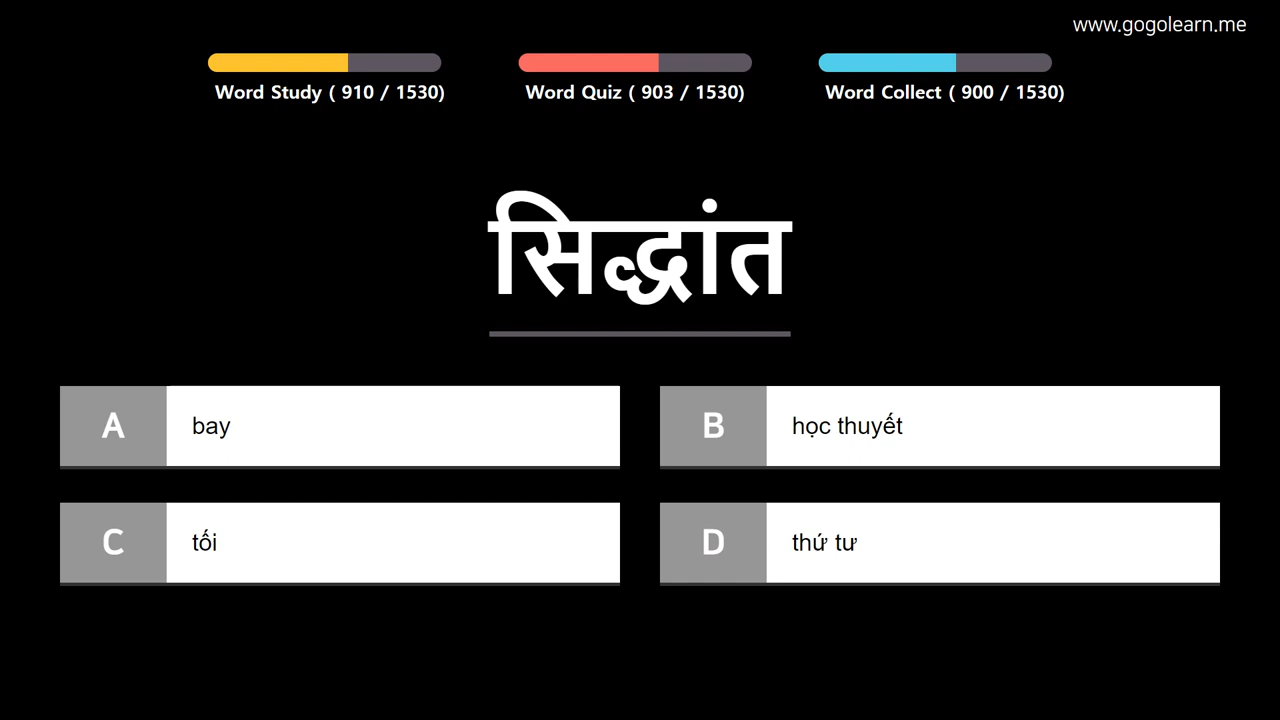 www.gogolearn.me
Word Study ( 910 / 1530)
Word Quiz ( 903 / 1530)
Word Collect ( 900 / 1530)
सिद्धांत
A
bay
B
học thuyết
C
tối
D
thứ tư